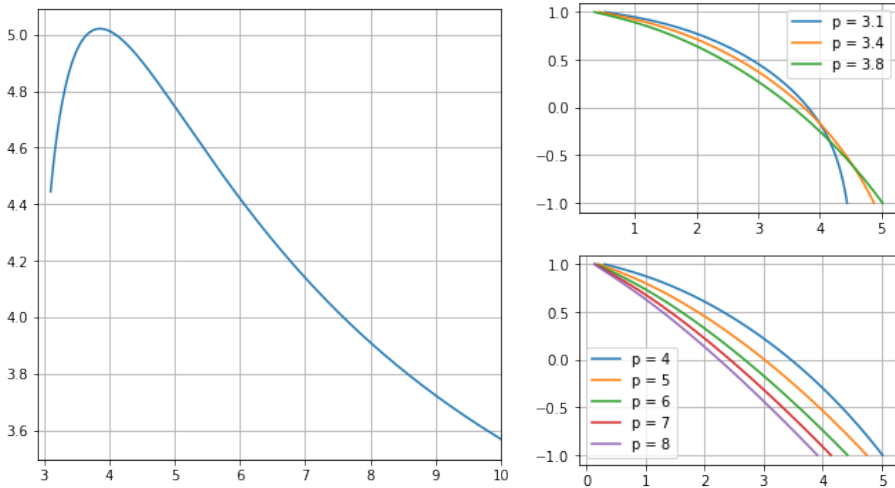 5.0
4.8
4.6
4.4
4.2
4.0
3.8
3.6
3 4 5 6 7 8 9 10
1.0
0.5
0.0
−0.5
−1.0
1 2 3 4 5
p = 3.1
p = 3.4
p = 3.8
1.0
0.5
0.0
−0.5
−1.0
0 1 2 3 4 5
p = 4
p = 5
p = 6
p = 7
p = 8